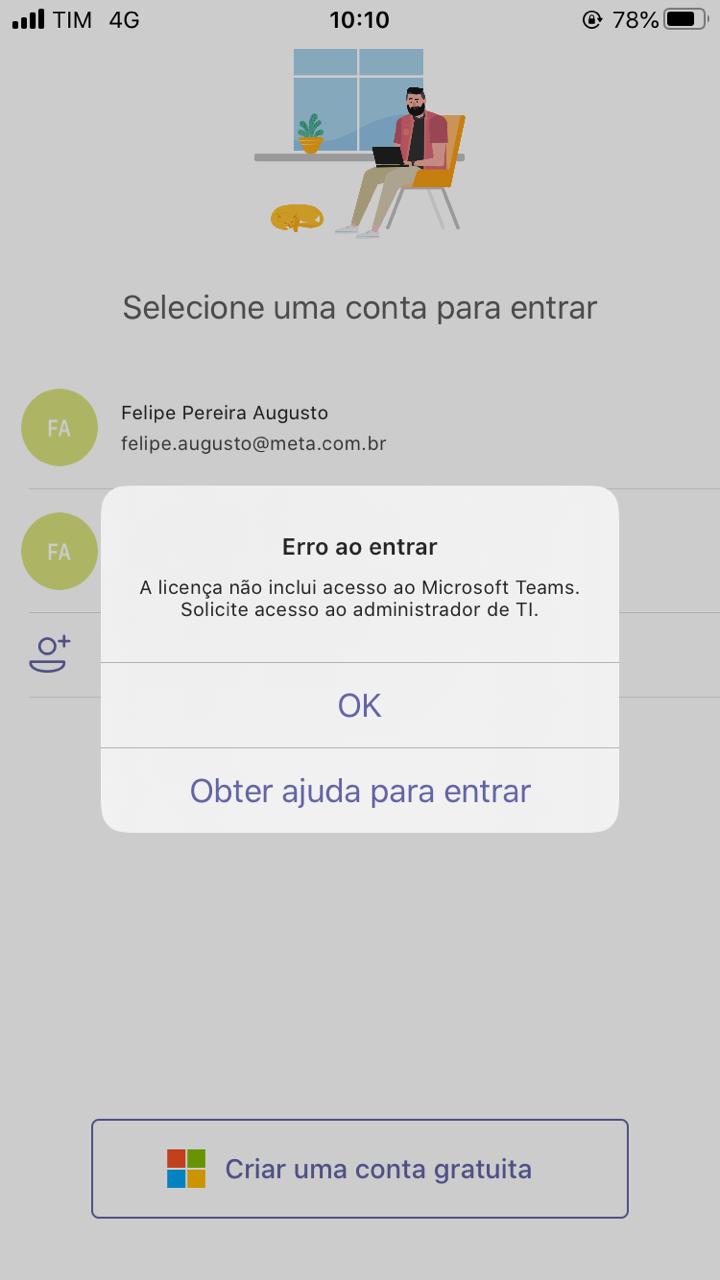 TIM 4G 10:10 78%
Selecione uma conta para entrar
FA
Felipe Pereira Augusto
felipe.augusto@meta.com.br
FA
Erro ao entrar
A licença não inclui acesso ao Microsoft Teams.
Solicite acesso ao administrador de TI.
OK
Obter ajuda para entrar
Criar uma conta gratuita